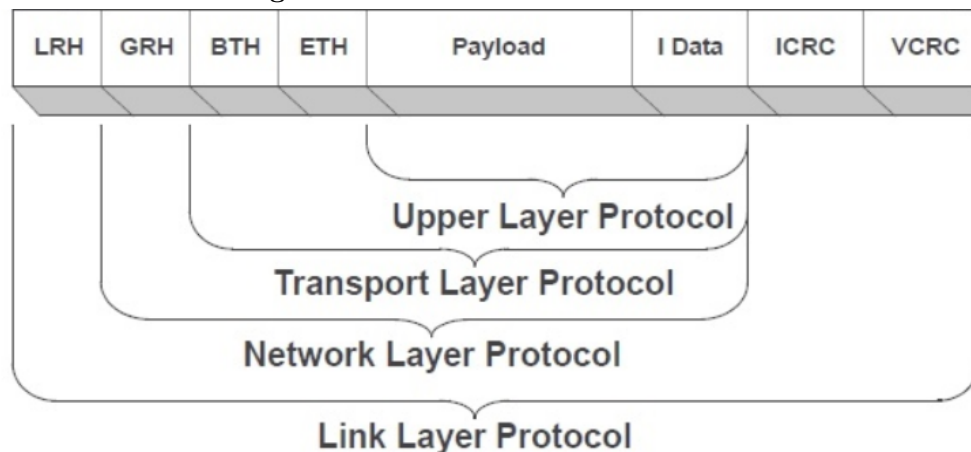 LRH GRH BTH ETH Payload I Data ICRC VCRC
Upper Layer Protocol
Transport Layer Protocol
Network Layer Protocol
Link Layer Protocol